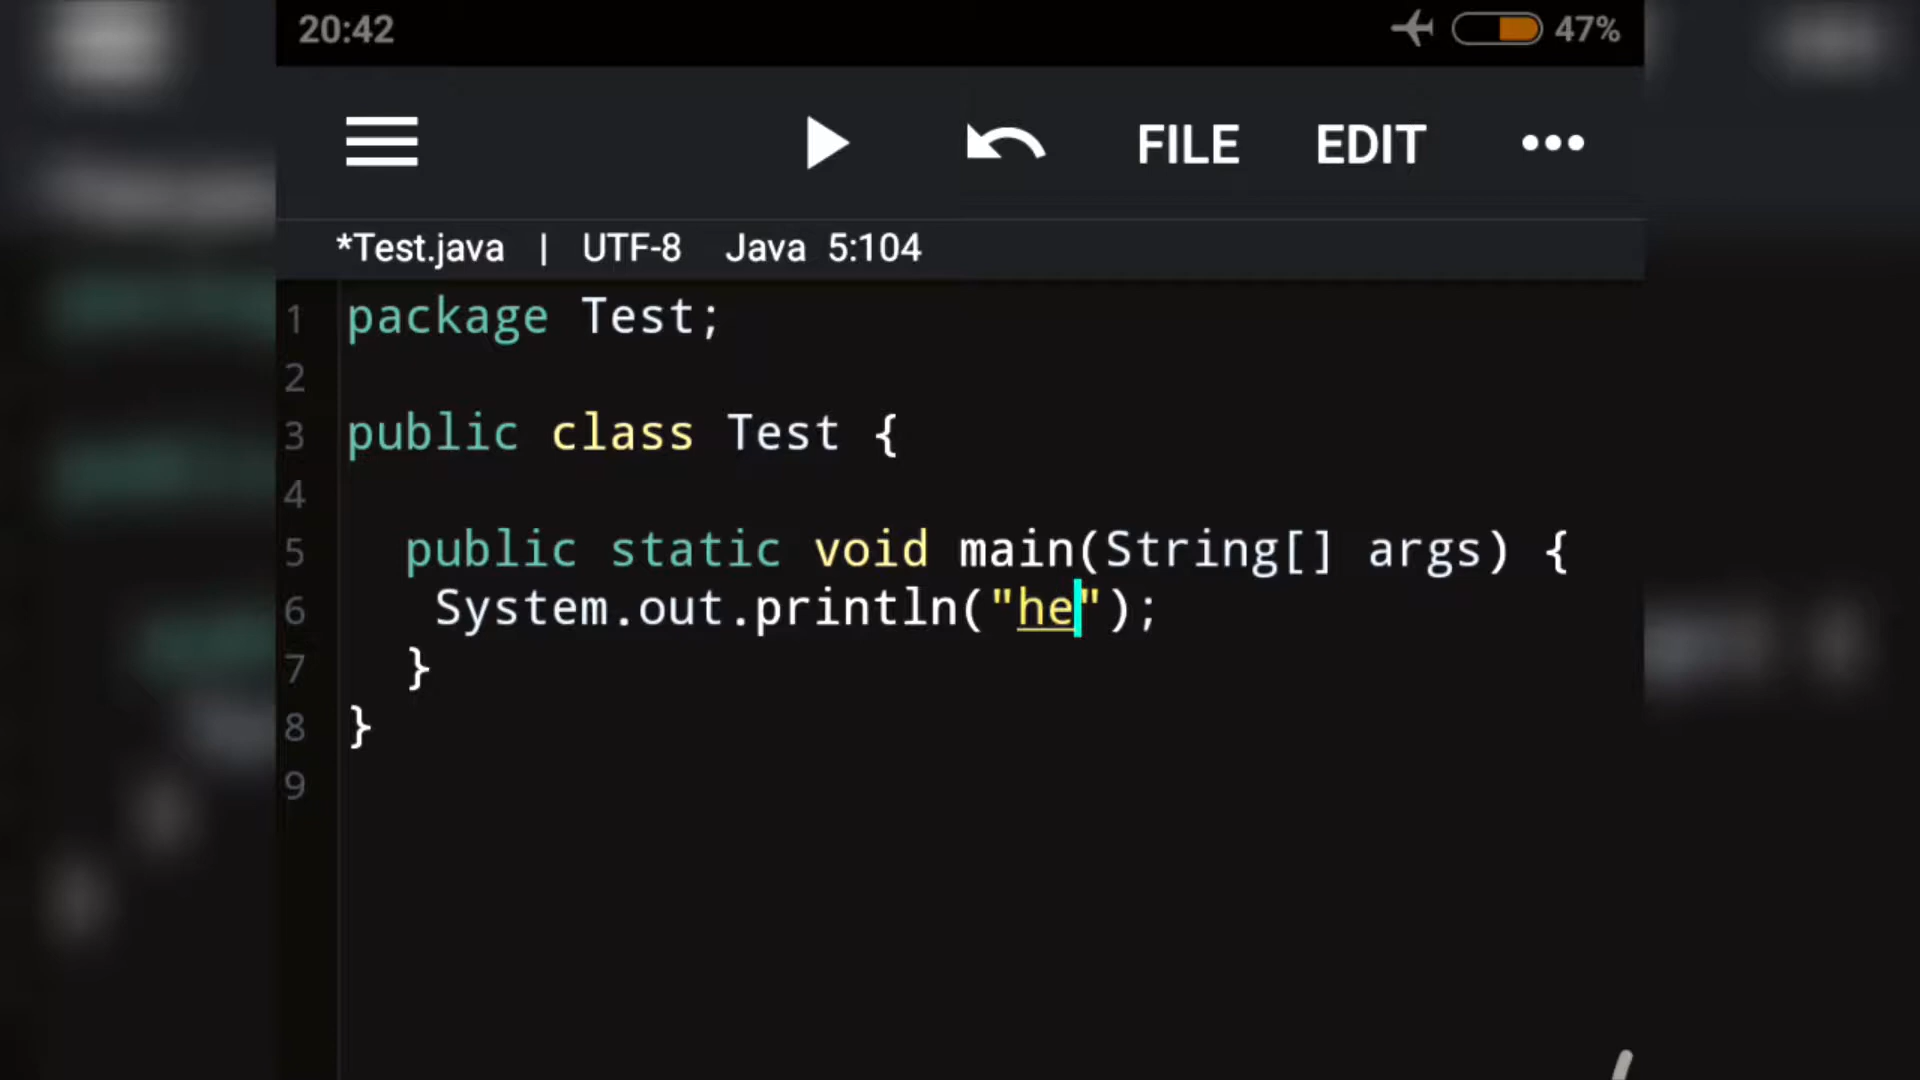 20:42 47%
FILE EDIT
*Test.java | UTF-8 Java 5:104
1 package Test;
2
3 public class Test {
4
5 public static void main(String[] args) {
6 System.out.println("he");
7 }
8 }
9